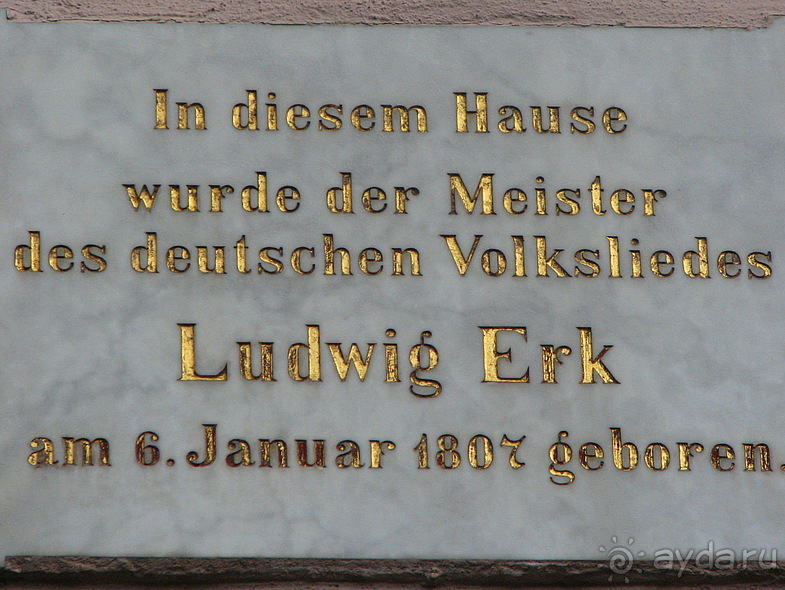 In diesem Hause
wurde der Meister
des deutschen Volksliedes
Ludwig Erk
am 6. Januar 1807 geboren.
ayda.ru